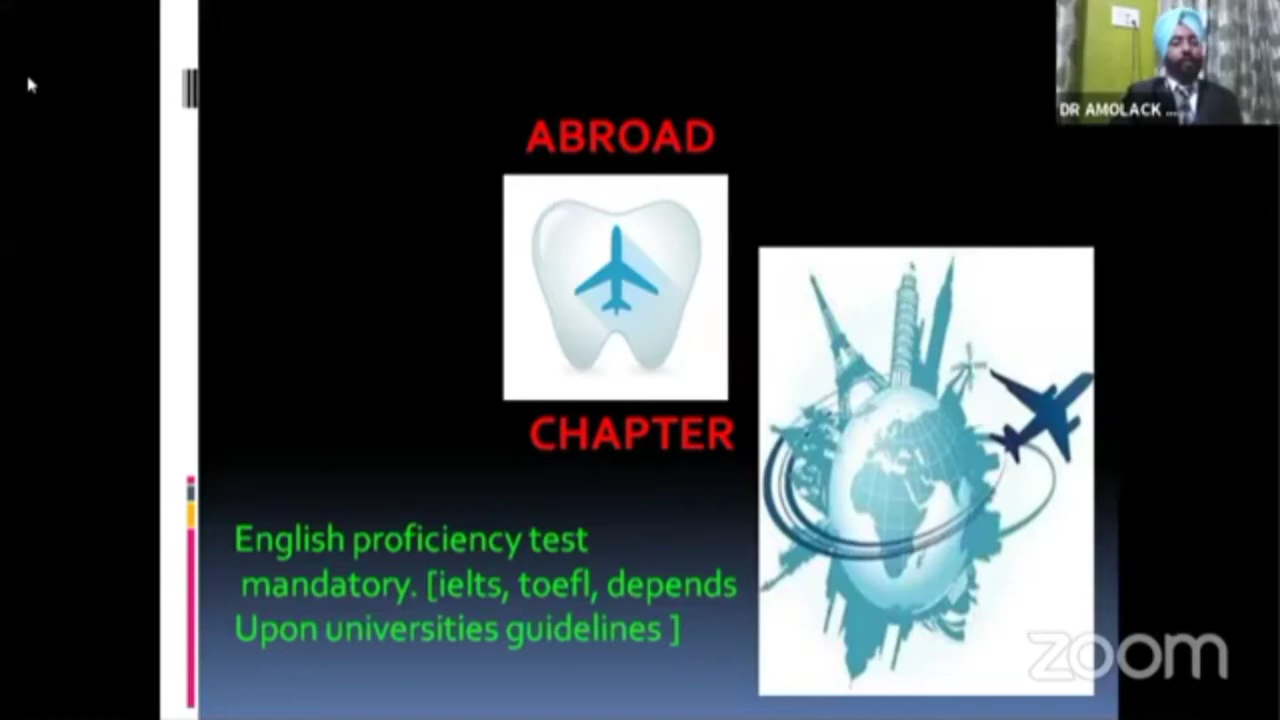 ABROAD
DR AMOLACK ...
CHAPTER
English proficiency test
mandatory. [ielts, toefl, depends
Upon universities guidelines ]
zoom